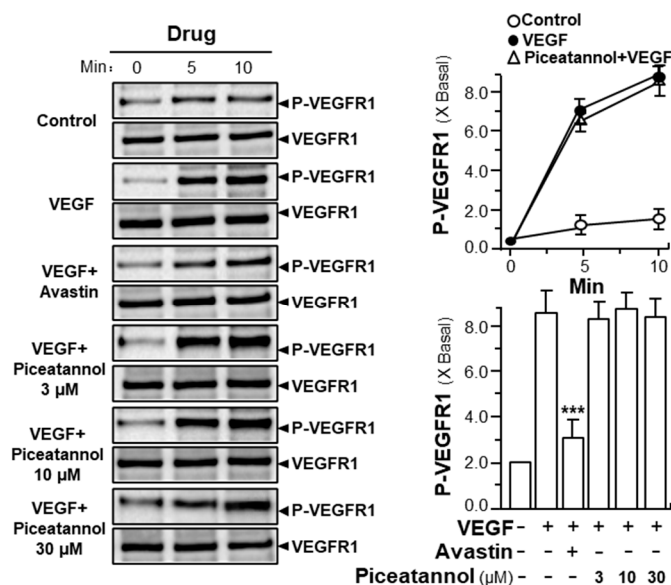 Drug
Min: 0 5 10
Control
P-VEGFR1
VEGFR1
VEGF
P-VEGFR1
VEGFR1
VEGF+
Avastin
P-VEGFR1
VEGFR1
VEGF+
Piceatannol
3 μM
P-VEGFR1
VEGFR1
VEGF+
Piceatannol
10 μM
P-VEGFR1
VEGFR1
VEGF+
Piceatannol
30 μM
P-VEGFR1
VEGFR1
Control
VEGF
Piceatannol+VEGF
P-VEGFR1 (X Basal)
8.0
6.0
4.0
2.0
0 5 10
Min
P-VEGFR1 (X Basal)
8.0
6.0
4.0
2.0
0.0
***
VEGF - + + + + +
Avastin - - + - - -
Piceatannol (μM) - - - 3 10 30